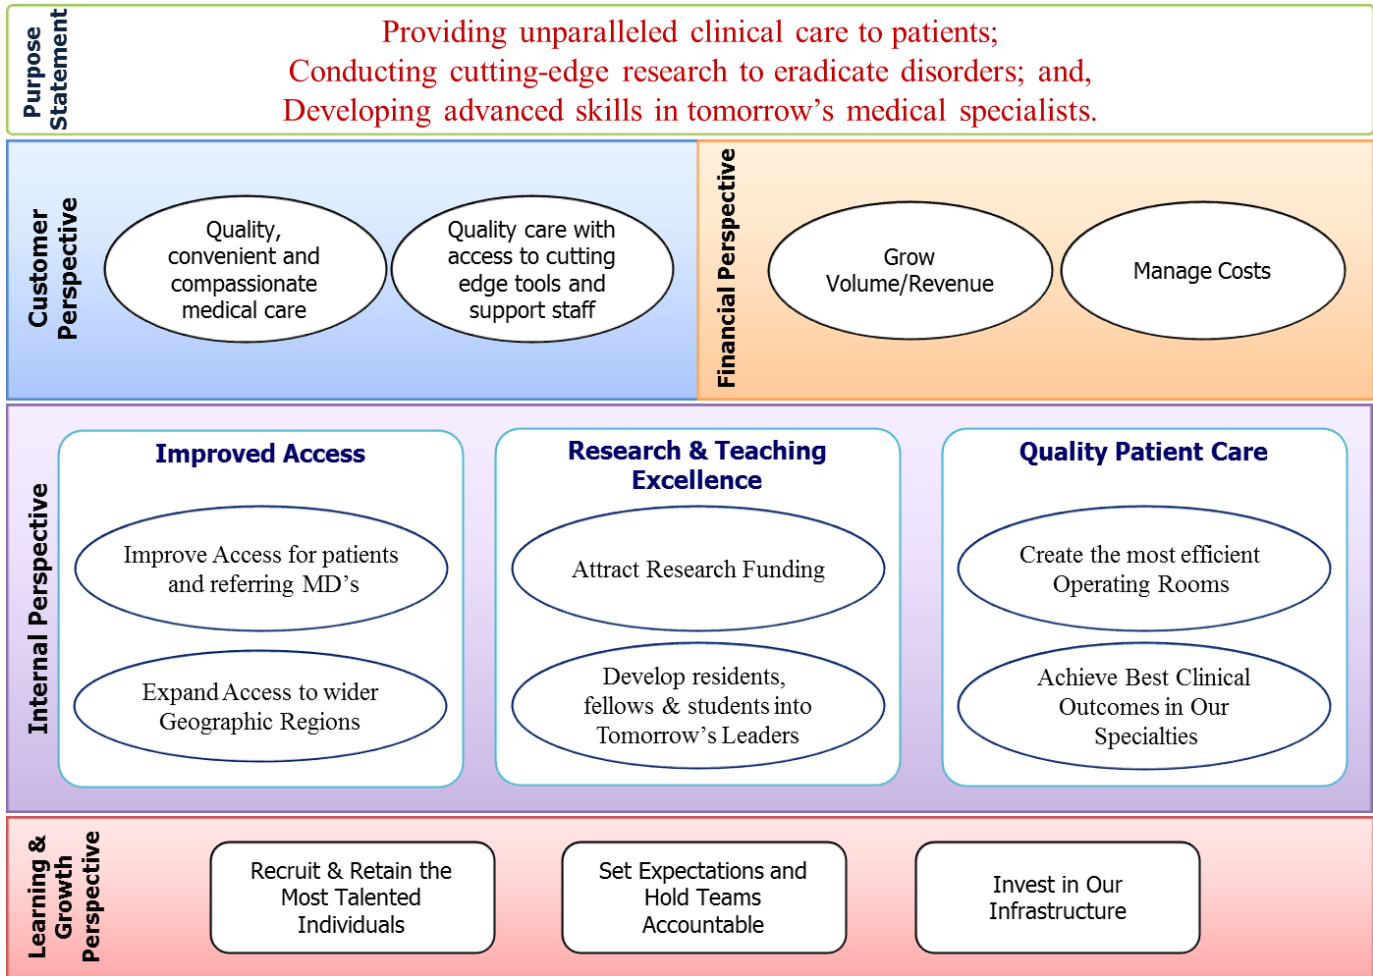 Purpose
Statement
Providing unparalleled clinical care to patients;
Conducting cutting-edge research to eradicate disorders; and,
Developing advanced skills in tomorrow’s medical specialists.
Customer
Perspective
Quality,
convenient and
compassionate
medical care
Quality care with
access to cutting
edge tools and
support staff
Financial Perspective
Grow
Volume/Revenue
Manage Costs
Internal Perspective
Improved Access
Improve Access for patients
and referring MD’s
Expand Access to wider
Geographic Regions
Research & Teaching
Excellence
Attract Research Funding
Develop residents,
fellows & students into
Tomorrow’s Leaders
Quality Patient Care
Create the most efficient
Operating Rooms
Achieve Best Clinical
Outcomes in Our
Specialties
Learning &
Growth
Perspective
Recruit & Retain the
Most Talented
Individuals
Set Expectations and
Hold Teams
Accountable
Invest in Our
Infrastructure